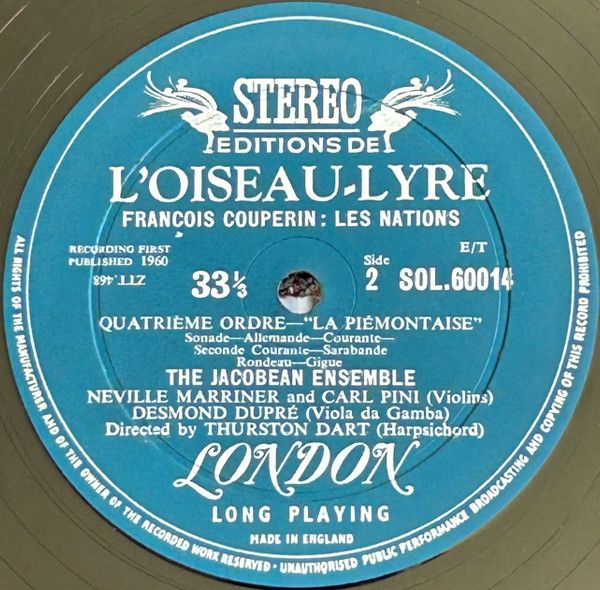 STEREO
EDITIONS DE
L'OISEAU-LYRE
FRANCOIS COUPERIN: LES NATIONS
RECORDING FIRST
PUBLISHED 1960
ZTT.468
33⅓
Side
2
E/T
SOL.60014
QUATRIÈME ORDRE—"LA PIÉMONTAISE"
Sonade—Allemande—Courante—
Seconde Courante—Sarabande
Rondeau—Gigue
THE JACOBEAN ENSEMBLE
NEVILLE MARRINER and CARL PINI (Violins)
DESMOND DUPRÉ (Viola da Gamba)
Directed by THURSTON DART (Harpsichord)
LONDON
LONG PLAYING
MADE IN ENGLAND
ALL RIGHTS OF THE MANUFACTURER AND OF THE OWNER OF THE RECORDED WORK RESERVED · UNAUTHORISED PUBLIC PERFORMANCE BROADCASTING AND COPYING OF THIS RECORD PROHIBITED